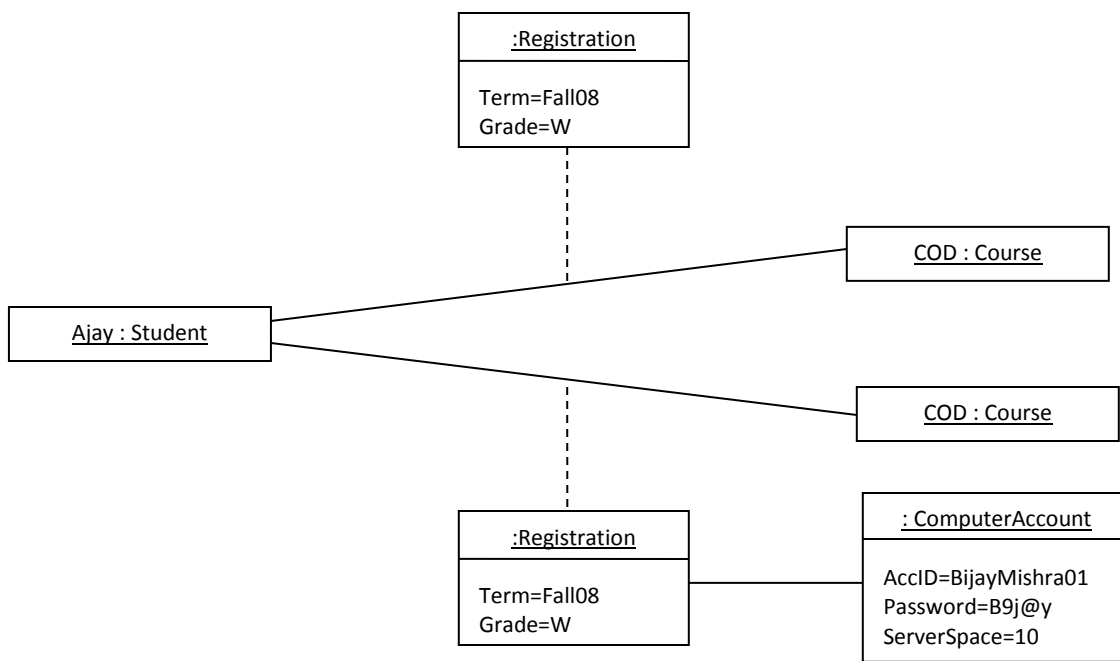 :Registration
Term=Fall08
Grade=W
COD : Course
Ajay : Student
COD : Course
:Registration
Term=Fall08
Grade=W
: ComputerAccount
AccID=BijayMishra01
Password=B9j@y
ServerSpace=10